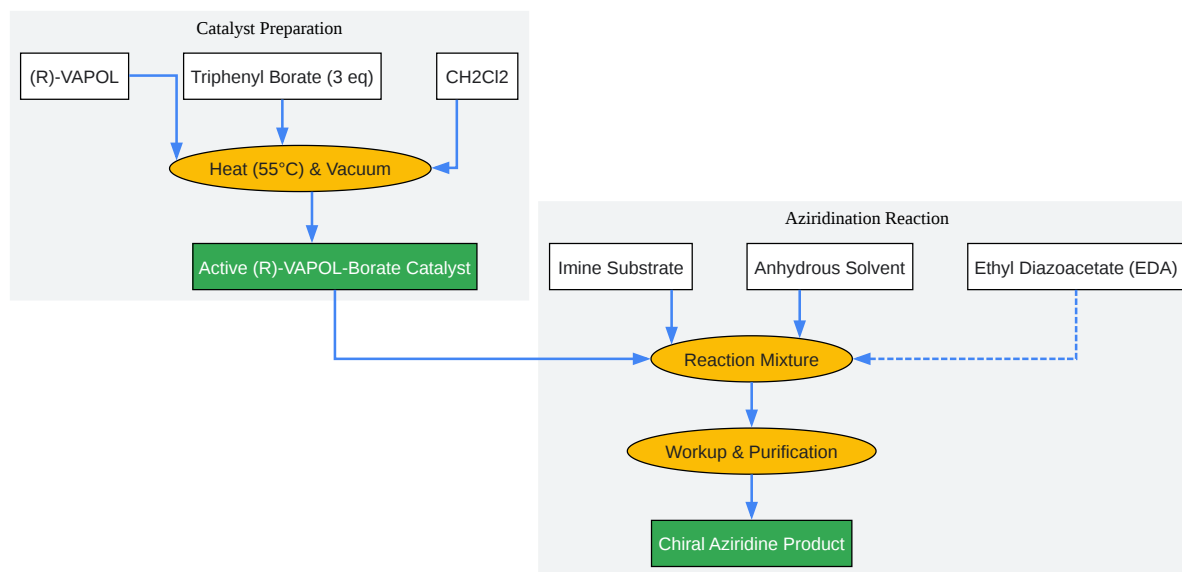 Catalyst Preparation
(R)-VAPOL
Triphenyl Borate (3 eq)
CH2Cl2
Heat (55°C) & Vacuum
Active (R)-VAPOL-Borate Catalyst
Aziridination Reaction
Imine Substrate
Anhydrous Solvent
Ethyl Diazoacetate (EDA)
Reaction Mixture
Workup & Purification
Chiral Aziridine Product